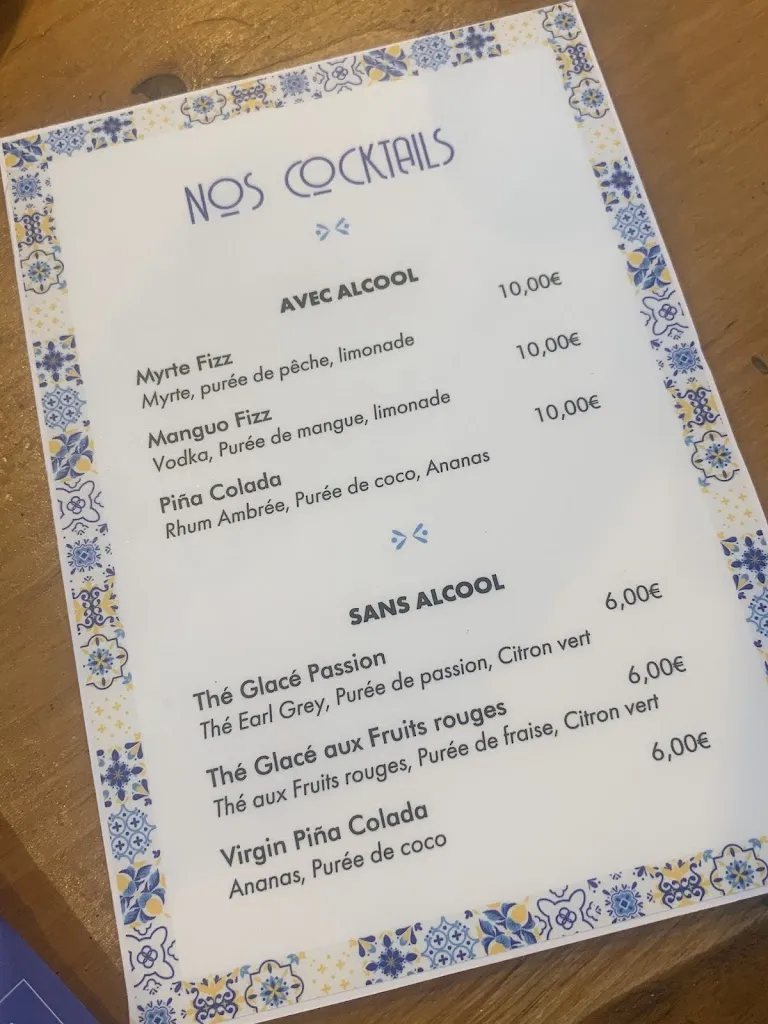 NOS COCKTAILS
AVEC ALCOOL
Myrte Fizz 10,00€
Myrte, purée de pêche, limonade
Manguo Fizz 10,00€
Vodka, Purée de mangue, limonade
Piña Colada 10,00€
Rhum Ambrée, Purée de coco, Ananas
SANS ALCOOL
Thé Glacé Passion 6,00€
Thé Earl Grey, Purée de passion, Citron vert
Thé Glacé aux Fruits rouges 6,00€
Thé aux Fruits rouges, Purée de fraise, Citron vert
Virgin Piña Colada 6,00€
Ananas, Purée de coco